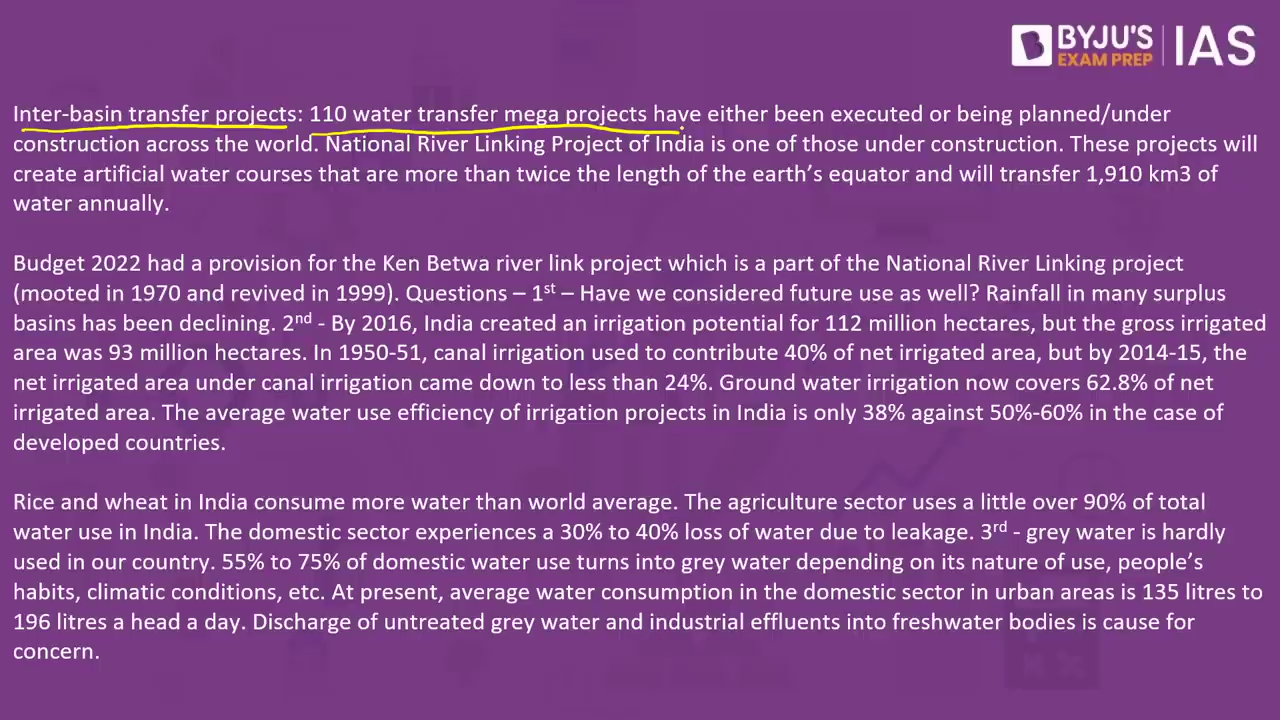 BYJU'S
EXAM PREP
IAS
Inter-basin transfer projects: 110 water transfer mega projects have either been executed or being planned/under
construction across the world. National River Linking Project of India is one of those under construction. These projects will
create artificial water courses that are more than twice the length of the earth’s equator and will transfer 1,910 km3 of
water annually.
Budget 2022 had a provision for the Ken Betwa river link project which is a part of the National River Linking project
(mooted in 1970 and revived in 1999). Questions – 1st – Have we considered future use as well? Rainfall in many surplus
basins has been declining. 2nd - By 2016, India created an irrigation potential for 112 million hectares, but the gross irrigated
area was 93 million hectares. In 1950-51, canal irrigation used to contribute 40% of net irrigated area, but by 2014-15, the
net irrigated area under canal irrigation came down to less than 24%. Ground water irrigation now covers 62.8% of net
irrigated area. The average water use efficiency of irrigation projects in India is only 38% against 50%-60% in the case of
developed countries.
Rice and wheat in India consume more water than world average. The agriculture sector uses a little over 90% of total
water use in India. The domestic sector experiences a 30% to 40% loss of water due to leakage. 3rd - grey water is hardly
used in our country. 55% to 75% of domestic water use turns into grey water depending on its nature of use, people’s
habits, climatic conditions, etc. At present, average water consumption in the domestic sector in urban areas is 135 litres to
196 litres a head a day. Discharge of untreated grey water and industrial effluents into freshwater bodies is cause for
concern.